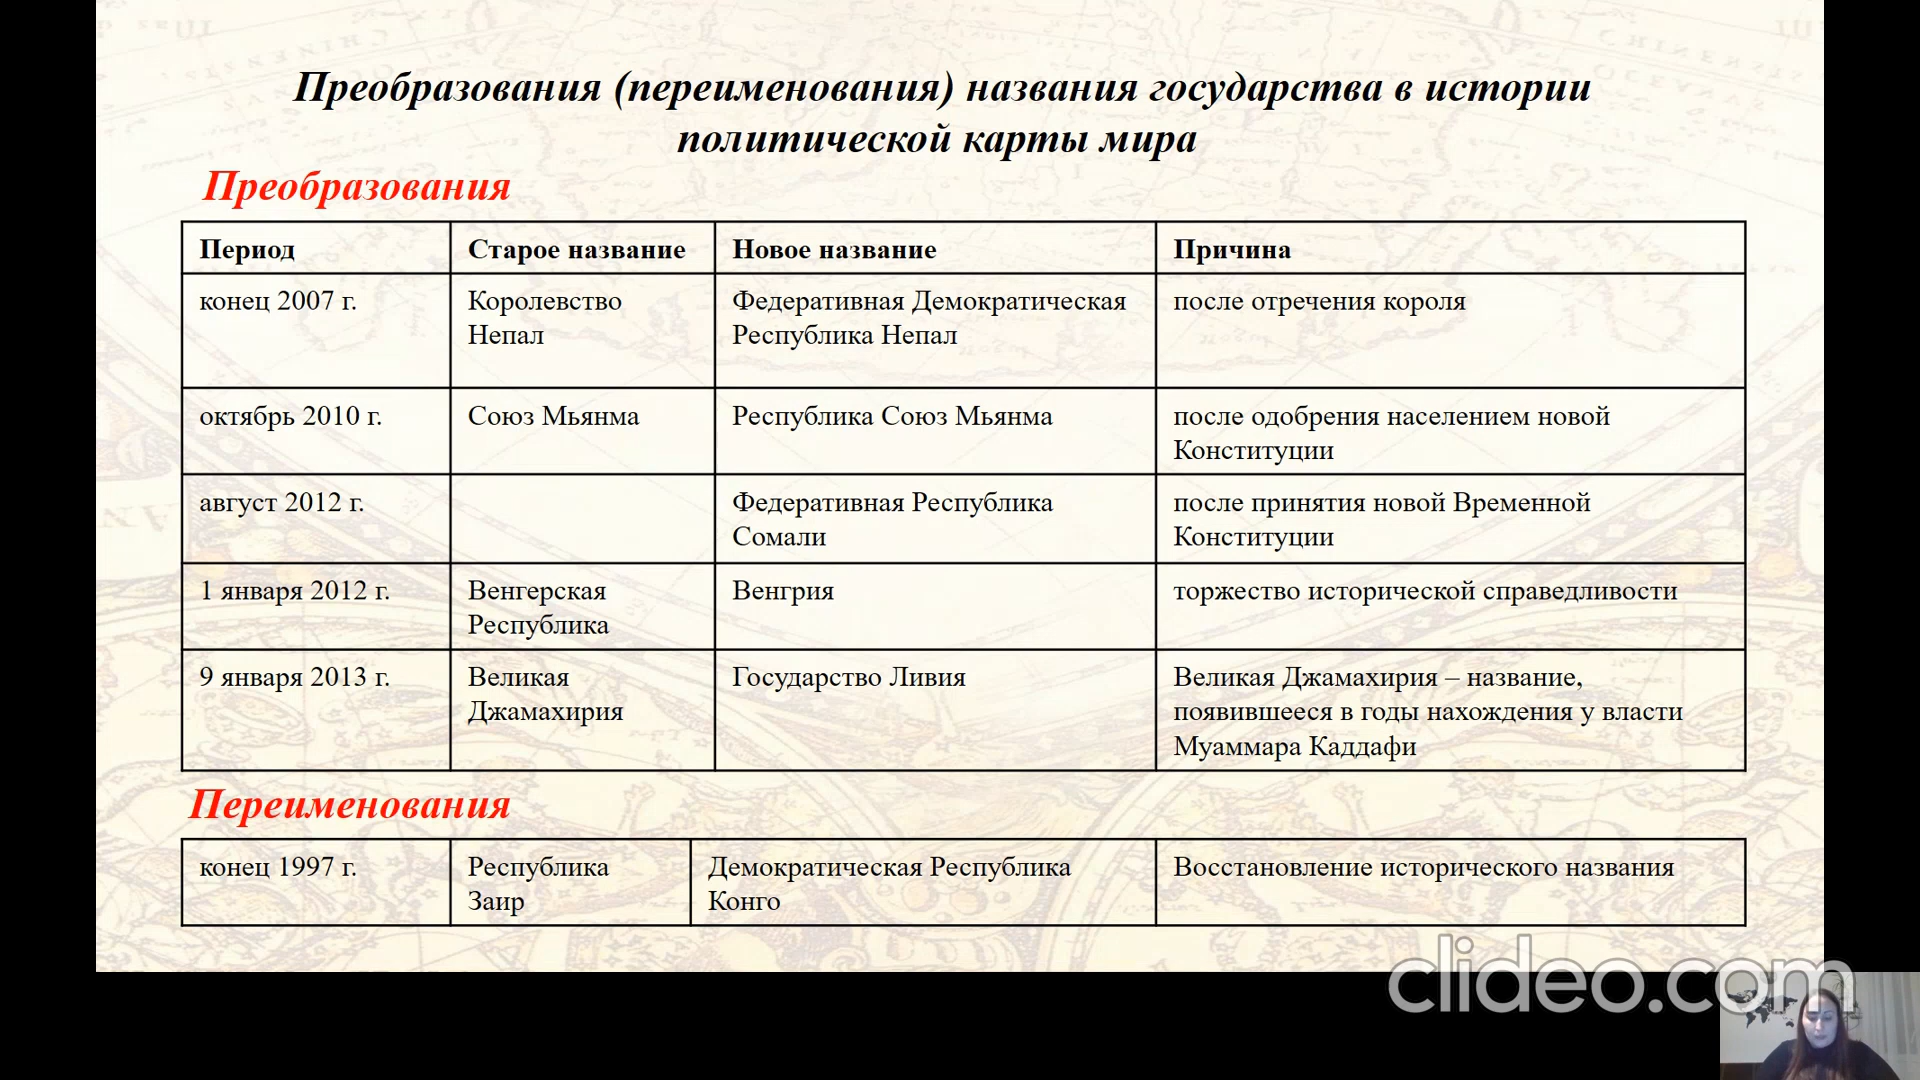 Преобразования (переименования) названия государства в истории
политической карты мира
Преобразования
Период
Старое название
Новое название
Причина
конец 2007 г.
Королевство
Непал
Федеративная Демократическая
Республика Непал
после отречения короля
октябрь 2010 г.
Союз Мьянма
Республика Союз Мьянма
после одобрения населением новой
Конституции
август 2012 г.
Федеративная Республика
Сомали
после принятия новой Временной
Конституции
1 января 2012 г.
Венгерская
Республика
Венгрия
торжество исторической справедливости
9 января 2013 г.
Великая
Джамахирия
Государство Ливия
Великая Джамахирия – название,
появившееся в годы нахождения у власти
Муаммара Каддафи
Переименования
конец 1997 г.
Республика
Заир
Демократическая Республика
Конго
Восстановление исторического названия
clideo.com